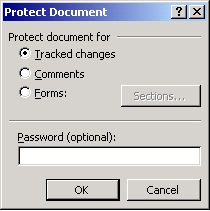 Protect Document
Protect document for
Tracked changes
Comments
Forms:
Sections...
Password (optional):
OK
Cancel